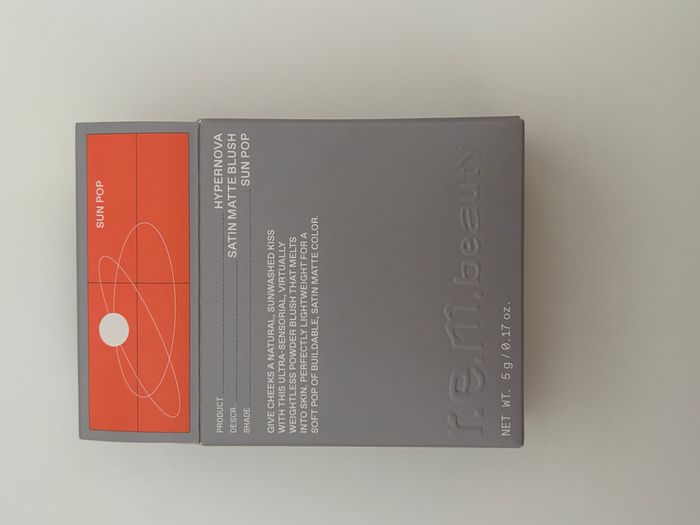 SUN POP
PRODUCT HYPERNOVA
DESCR. SATIN MATTE BLUSH
SHADE SUN POP
GIVE CHEEKS A NATURAL, SUNWASHED KISS
WITH THIS ULTRA-SENSORIAL, VIRTUALLY
WEIGHTLESS POWDER BLUSH THAT MELTS
INTO SKIN. PERFECTLY LIGHTWEIGHT FOR A
SOFT POP OF BUILDABLE, SATIN MATTE COLOR.
r.e.m.beauty
NET WT. 5 g / 0.17 oz.